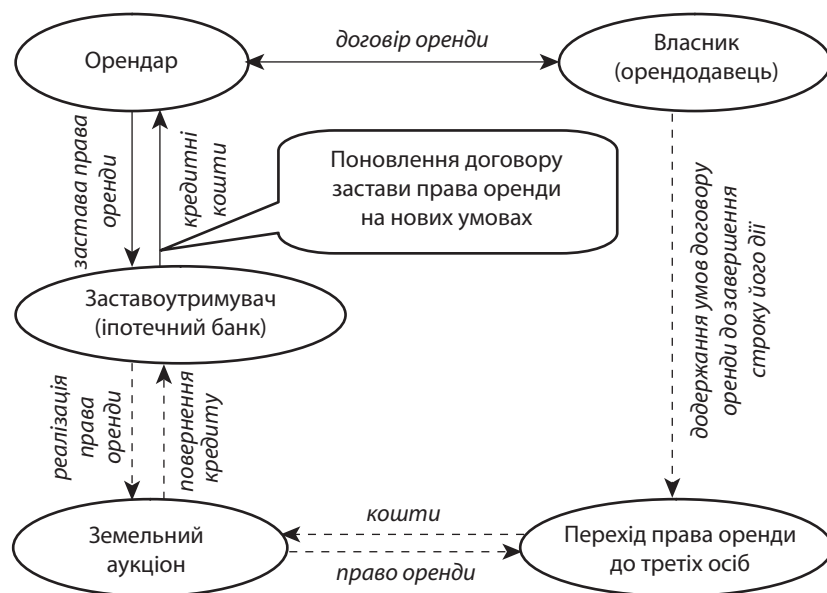 Орендар
договір оренди
Власник
(орендодавець)
застава права
оренди
кредитні
кошти
Поновлення договору
застави права оренди
на нових умовах
додержання умов договору
оренди до завершення
строку його дії
Заставоутримувач
(іпотечний банк)
реалізація
права
оренди
повернення
кредиту
Земельний
аукціон
кошти
право оренди
Перехід права оренди
до третіх осіб